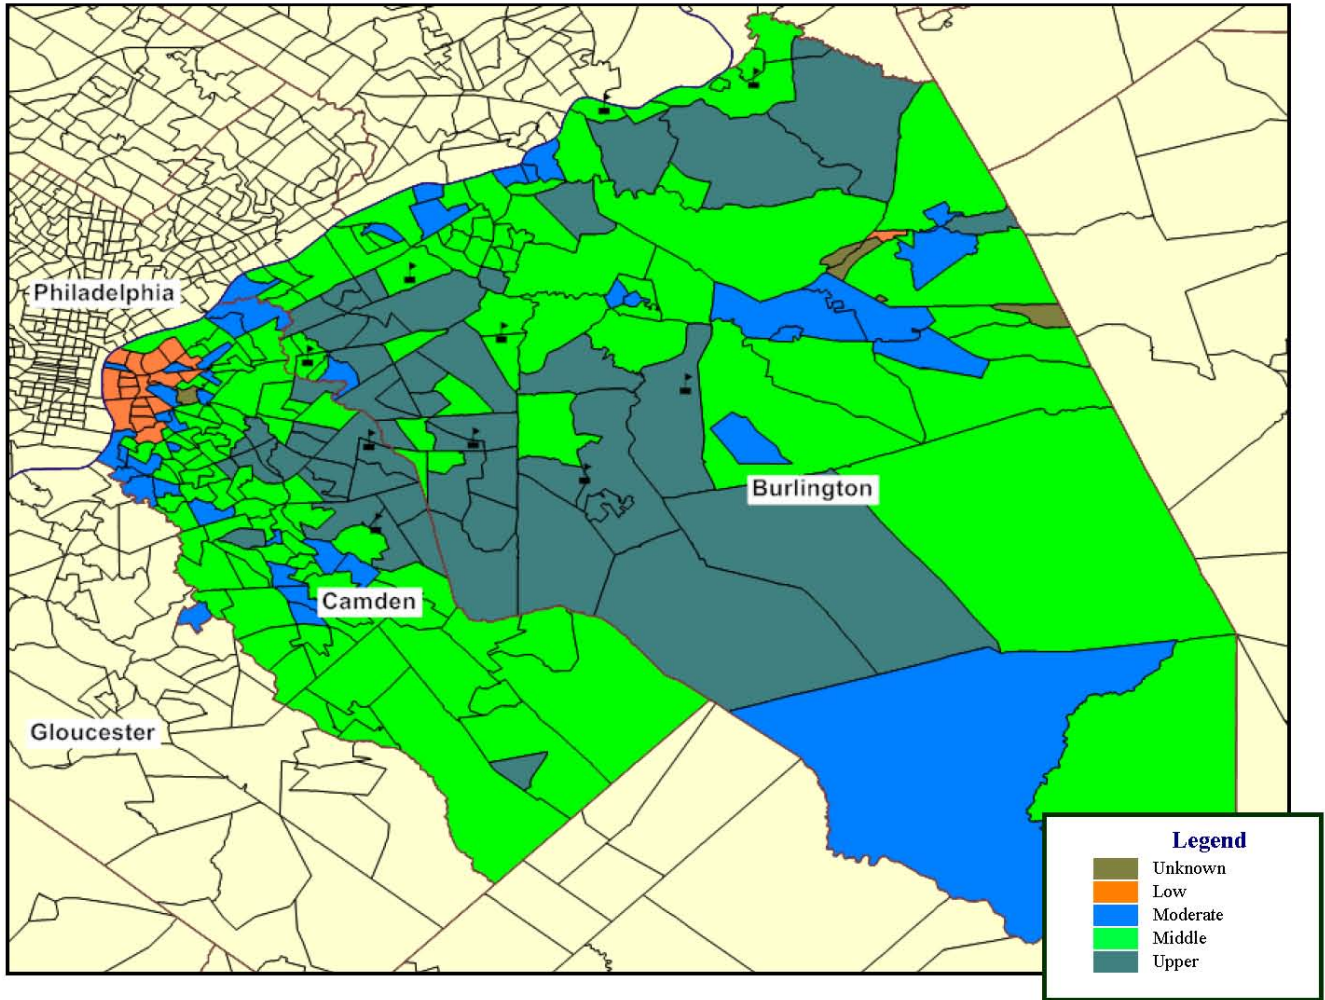 Philadelphia
Burlington
Camden
Gloucester
Legend
Unknown
Low
Moderate
Middle
Upper